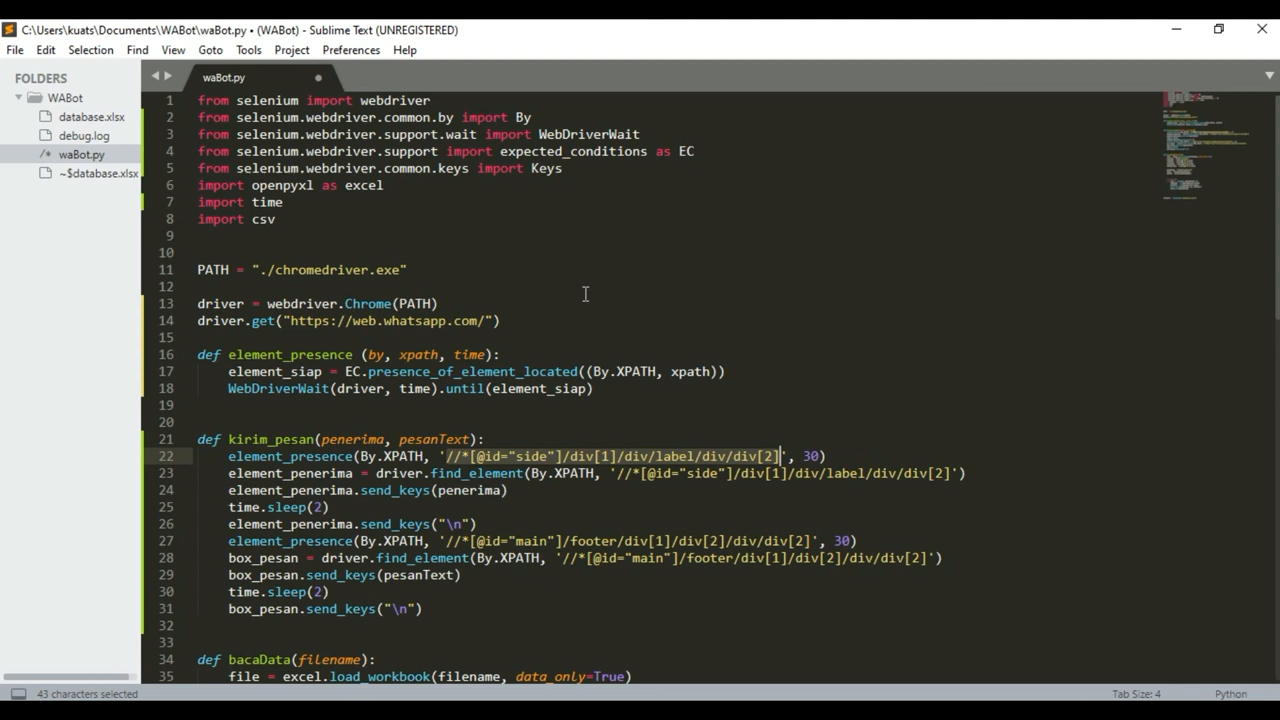 C:\Users\kuats\Documents\WABot\waBot.py • (WABot) - Sublime Text (UNREGISTERED)
File Edit Selection Find View Goto Tools Project Preferences Help
FOLDERS
WABot
database.xlsx
debug.log
/* waBot.py
~$database.xlsx
waBot.py
1 from selenium import webdriver
2 from selenium.webdriver.common.by import By
3 from selenium.webdriver.support.wait import WebDriverWait
4 from selenium.webdriver.support import expected_conditions as EC
5 from selenium.webdriver.common.keys import Keys
6 import openpyxl as excel
7 import time
8 import csv
9
10
11 PATH = "./chromedriver.exe"
12
13 driver = webdriver.Chrome(PATH)
14 driver.get("https://web.whatsapp.com/")
15
16 def element_presence (by, xpath, time):
17     element_siap = EC.presence_of_element_located((By.XPATH, xpath))
18     WebDriverWait(driver, time).until(element_siap)
19
20
21 def kirim_pesan(penerima, pesanText):
22     element_presence(By.XPATH, '//*[@id="side"]/div[1]/div/label/div/div[2]', 30)
23     element_penerima = driver.find_element(By.XPATH, '//*[@id="side"]/div[1]/div/label/div/div[2]')
24     element_penerima.send_keys(penerima)
25     time.sleep(2)
26     element_penerima.send_keys("\n")
27     element_presence(By.XPATH, '//*[@id="main"]/footer/div[1]/div[2]/div/div[2]', 30)
28     box_pesan = driver.find_element(By.XPATH, '//*[@id="main"]/footer/div[1]/div[2]/div/div[2]')
29     box_pesan.send_keys(pesanText)
30     time.sleep(2)
31     box_pesan.send_keys("\n")
32
33
34 def bacaData(filename):
35     file = excel.load_workbook(filename, data_only=True)
43 characters selected
Tab Size: 4
Python